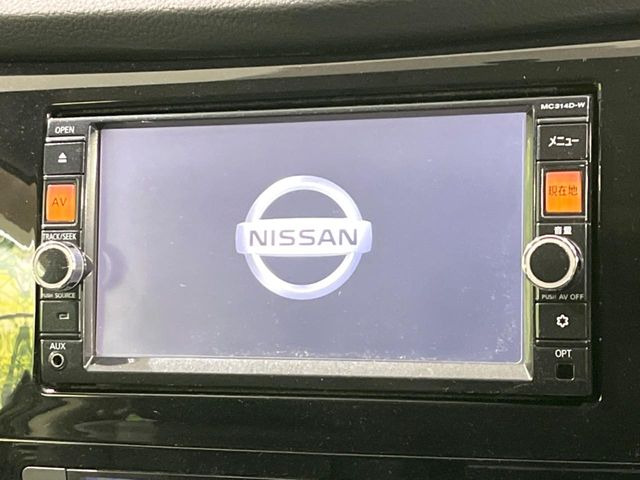 MC314D-W
OPEN
メニュー
AV
現在地
TRACK/SEEK
音量
NISSAN
PUSH SOURCE
PUSH AV OFF
AUX
OPT